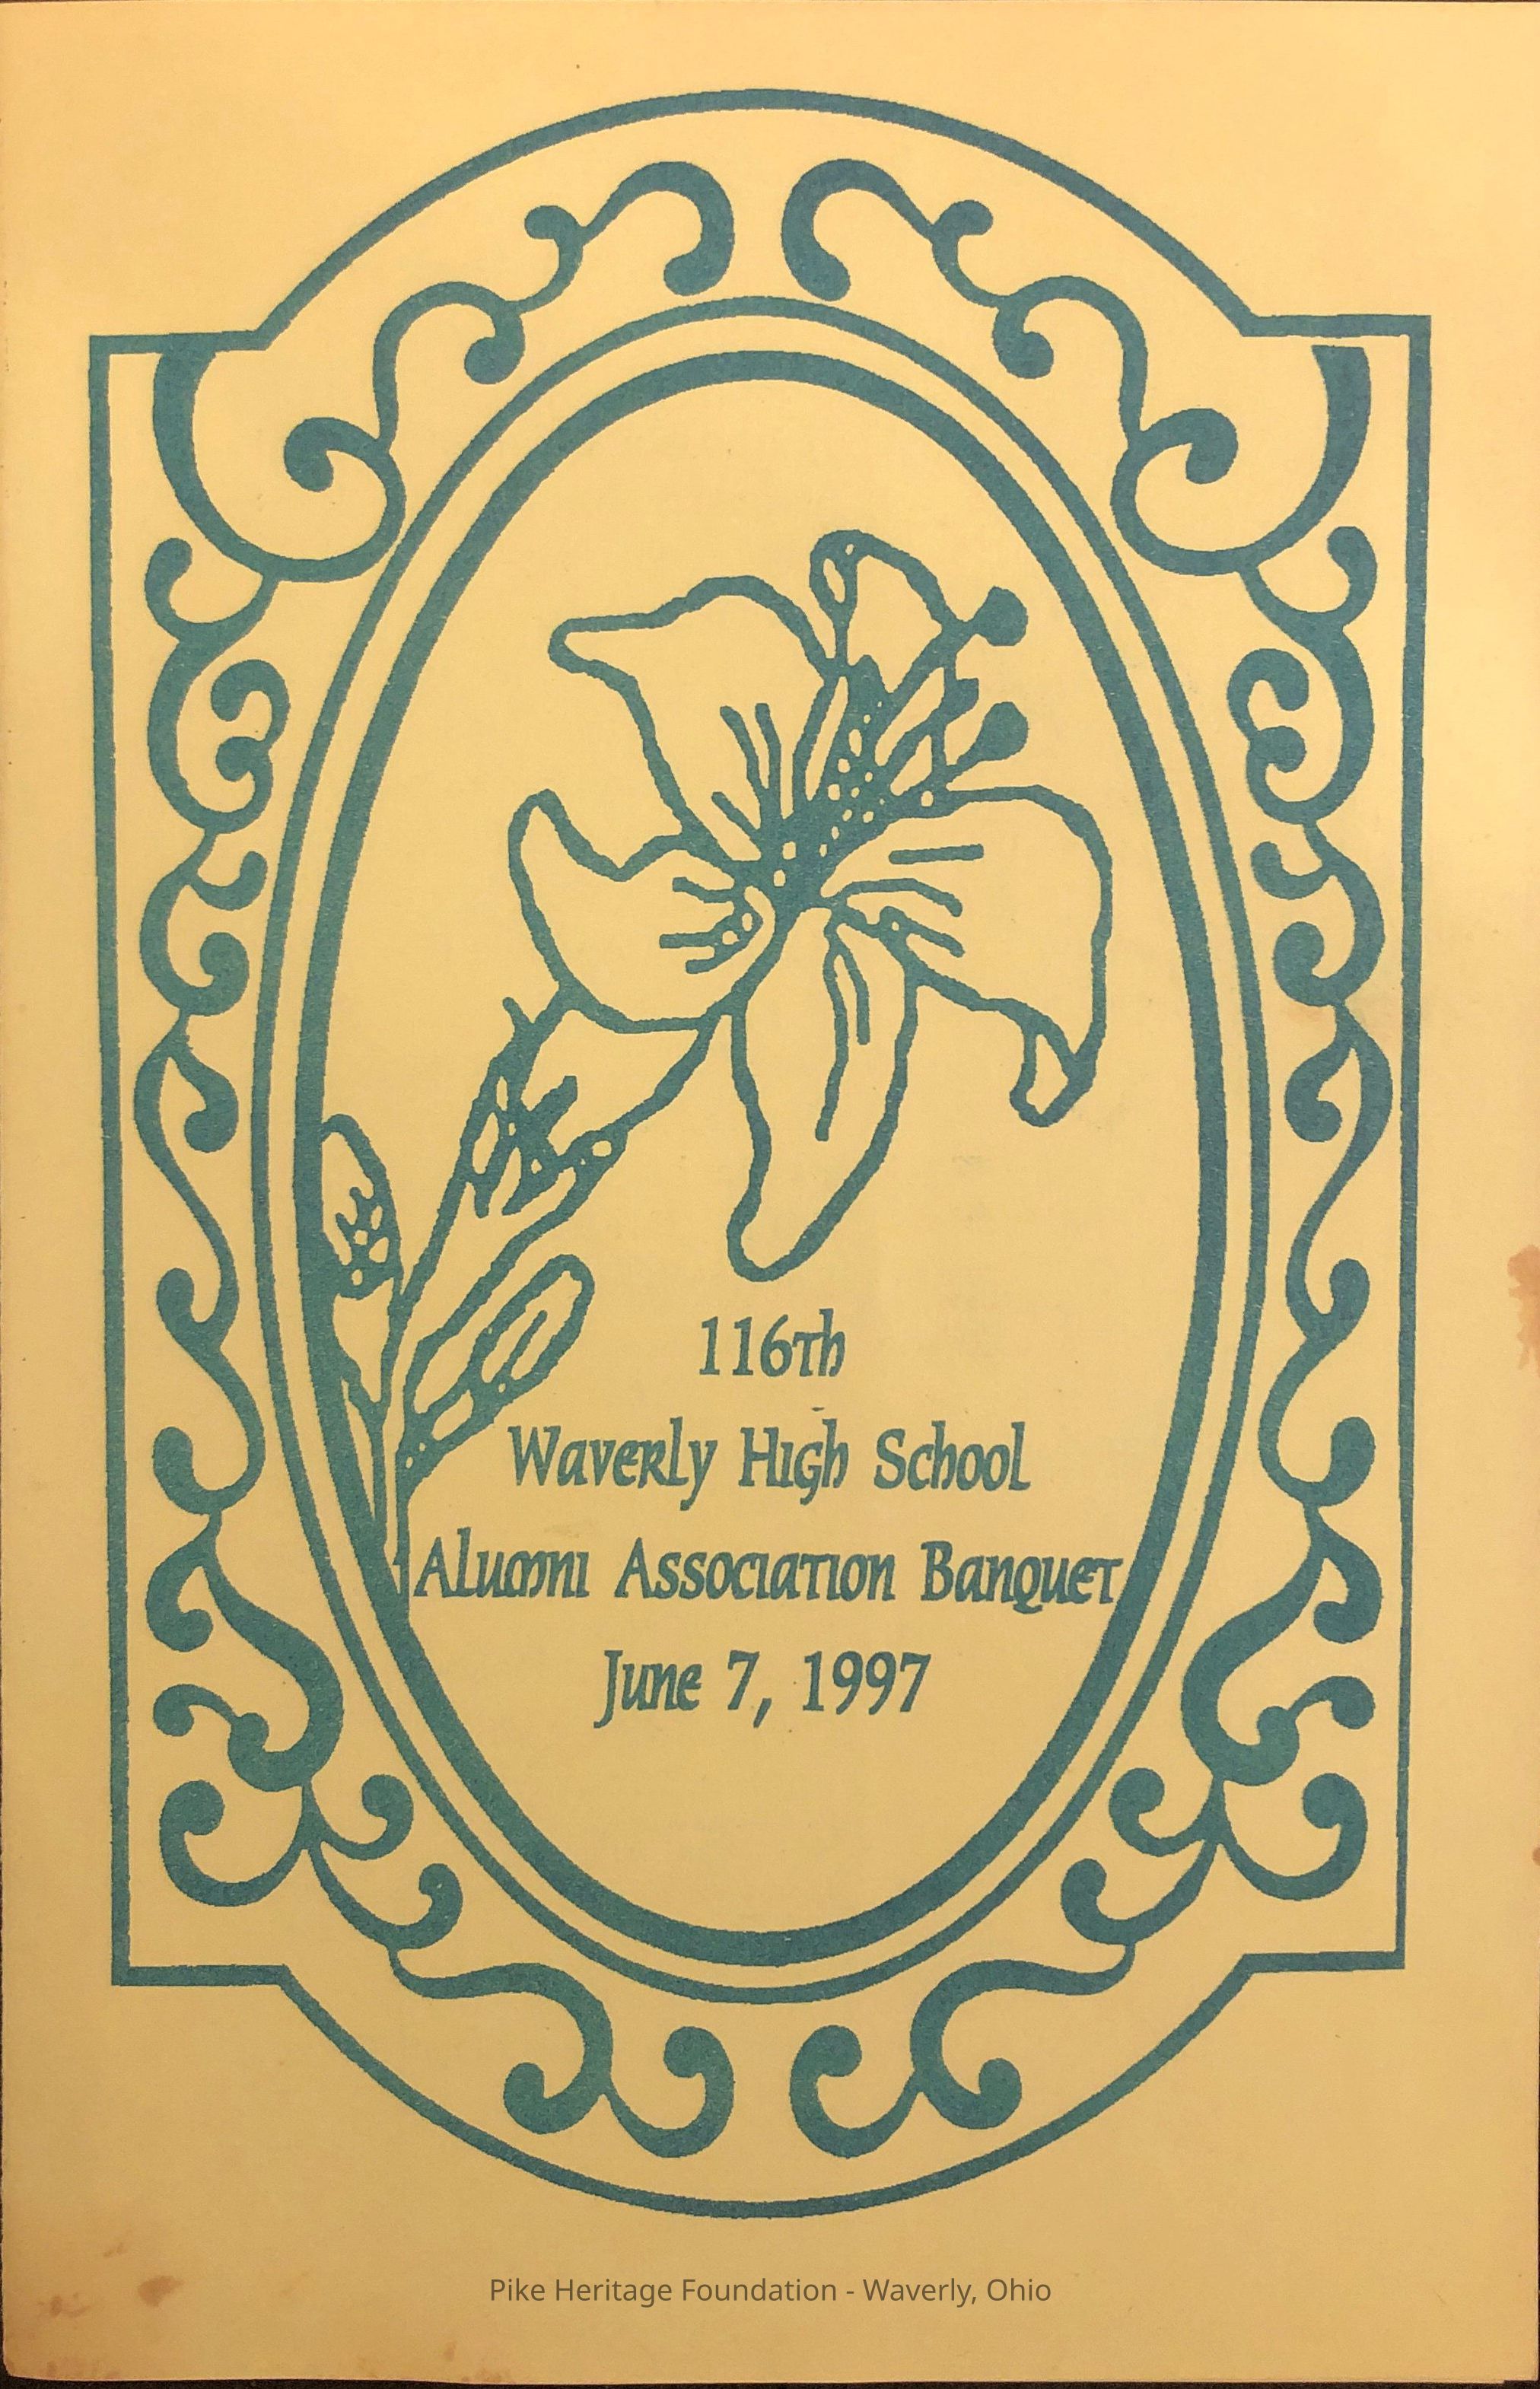 116th
Waverly High School
Alumni Association Banquet
June 7, 1997
Pike Heritage Foundation - Waverly, Ohio